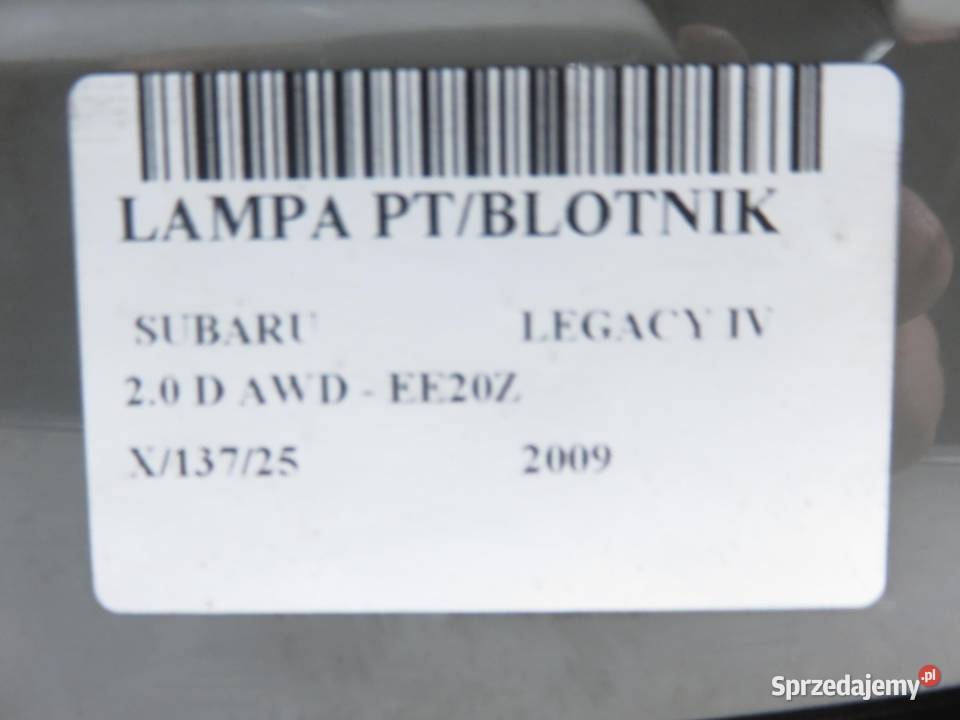 LAMPA PT/BLOTNIK
SUBARU LEGACY IV
2.0 D AWD - EE20Z
X/137/25 2009
Sprzedajemy.pl